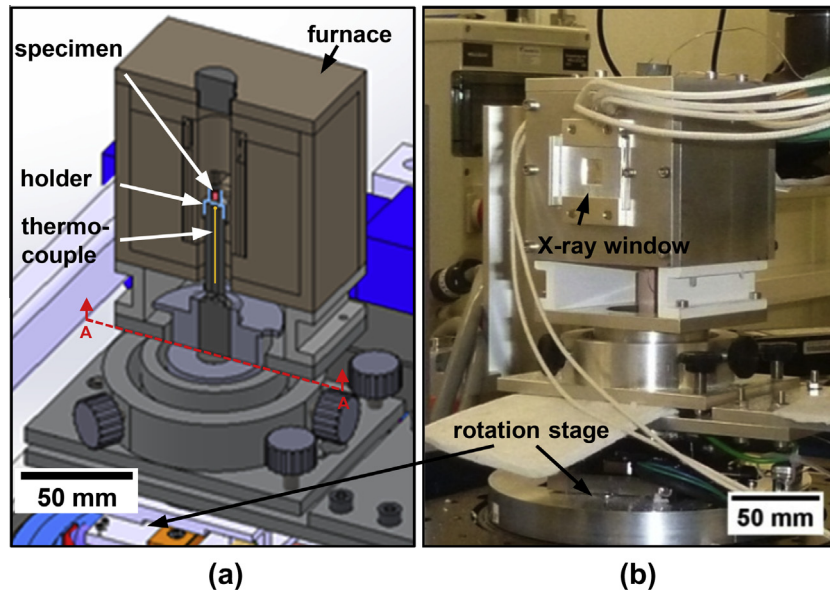 specimen
furnace
holder
thermo-
couple
A
A
50 mm
X-ray window
rotation stage
50 mm
(a)
(b)